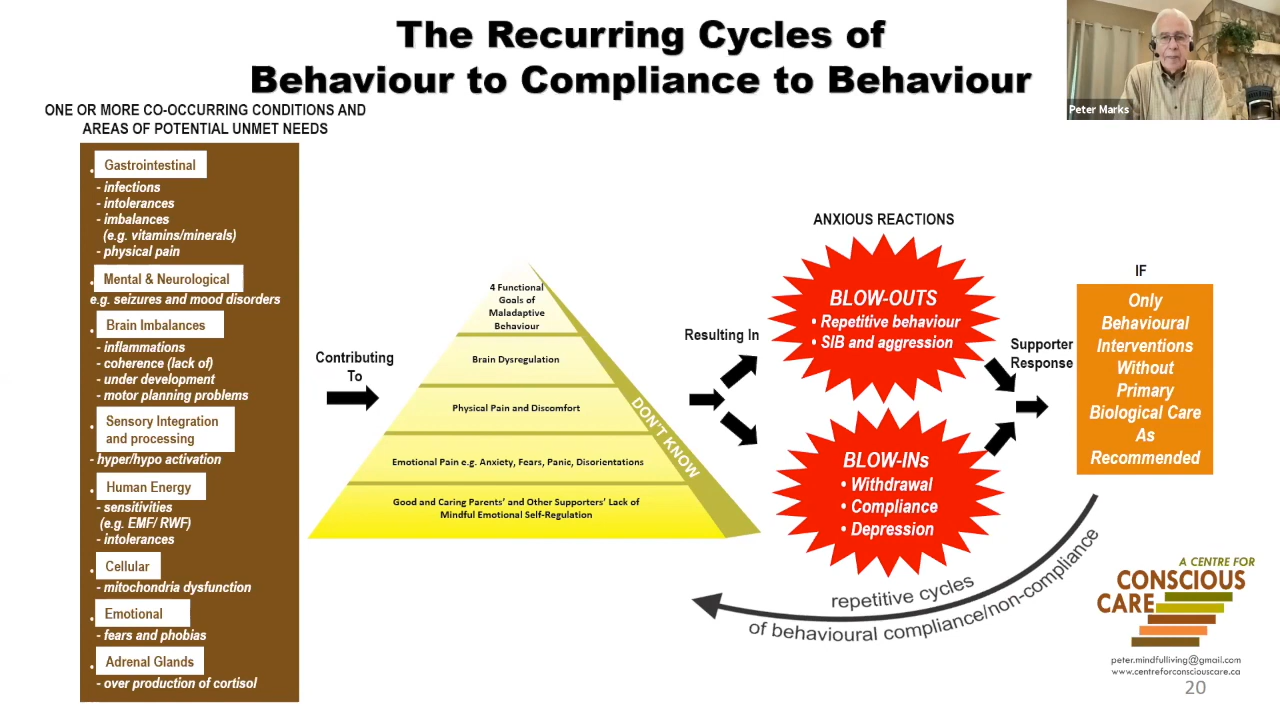 The Recurring Cycles of
Behaviour to Compliance to Behaviour
Peter Marks
ONE OR MORE CO-OCCURRING CONDITIONS AND
AREAS OF POTENTIAL UNMET NEEDS
• Gastrointestinal
- infections
- intolerances
- imbalances
(e.g. vitamins/minerals)
- physical pain
• Mental & Neurological
e.g. seizures and mood disorders
• Brain Imbalances
- inflammations
- coherence (lack of)
- under development
- motor planning problems
• Sensory Integration
and processing
- hyper/hypo activation
• Human Energy
- sensitivities
(e.g. EMF/ RWF)
- intolerances
• Cellular
- mitochondria dysfunction
• Emotional
- fears and phobias
• Adrenal Glands
- over production of cortisol
Contributing
To
4 Functional
Goals of
Maladaptive
Behaviour
Brain Dysregulation
Physical Pain and Discomfort
Emotional Pain e.g. Anxiety, Fears, Panic, Disorientations
Good and Caring Parents' and Other Supporters' Lack of
Mindful Emotional Self-Regulation
DON'T KNOW
Resulting In
ANXIOUS REACTIONS
BLOW-OUTS
• Repetitive behaviour
• SIB and aggression
BLOW-INs
• Withdrawal
• Compliance
• Depression
Supporter
Response
IF
Only
Behavioural
Interventions
Without
Primary
Biological Care
As
Recommended
repetitive cycles
of behavioural compliance/non-compliance
A CENTRE FOR
CONSCIOUS
CARE
peter.mindfulliving@gmail.com
www.centreforconsciouscare.ca
20